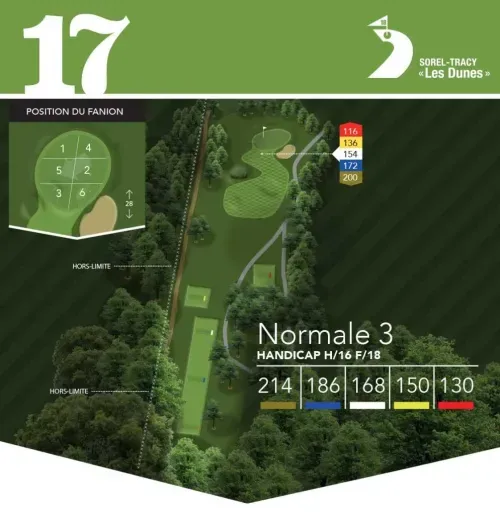 17
SOREL-TRACY
« Les Dunes »
POSITION DU FANION
1 4
5 2
3 6
28
116
136
154
172
200
HORS-LIMITE
HORS-LIMITE
Normale 3
HANDICAP H/16 F/18
214 186 168 150 130